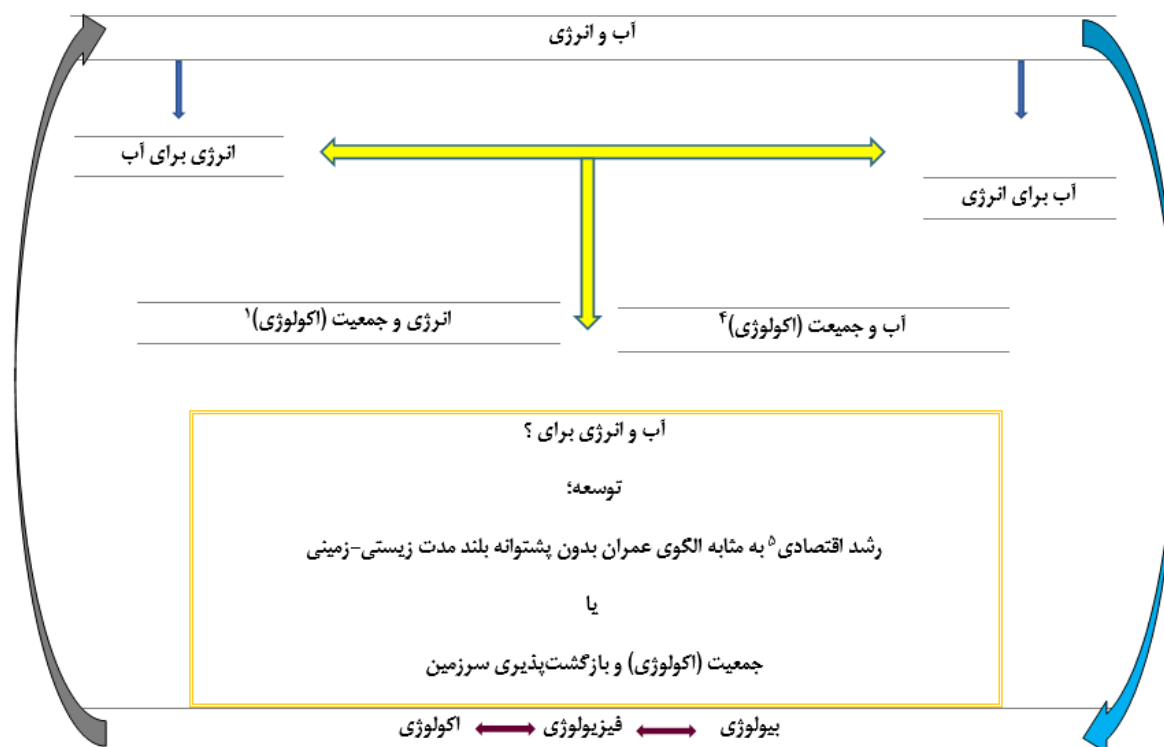 آب و انرژی
انرژی برای آب
آب برای انرژی
آب و جمیعت (اکولوژی)۴
انرژی و جمعیت (اکولوژی)۱
آب و انرژی برای ؟
توسعه؛
رشد اقتصادی۵ به مثابه الگوی عمران بدون پشتوانه بلند مدت زیستی-زمینی
یا
جمعیت (اکولوژی) و بازگشت‌پذیری سرزمین
بیولوژی فیزیولوژی اکولوژی